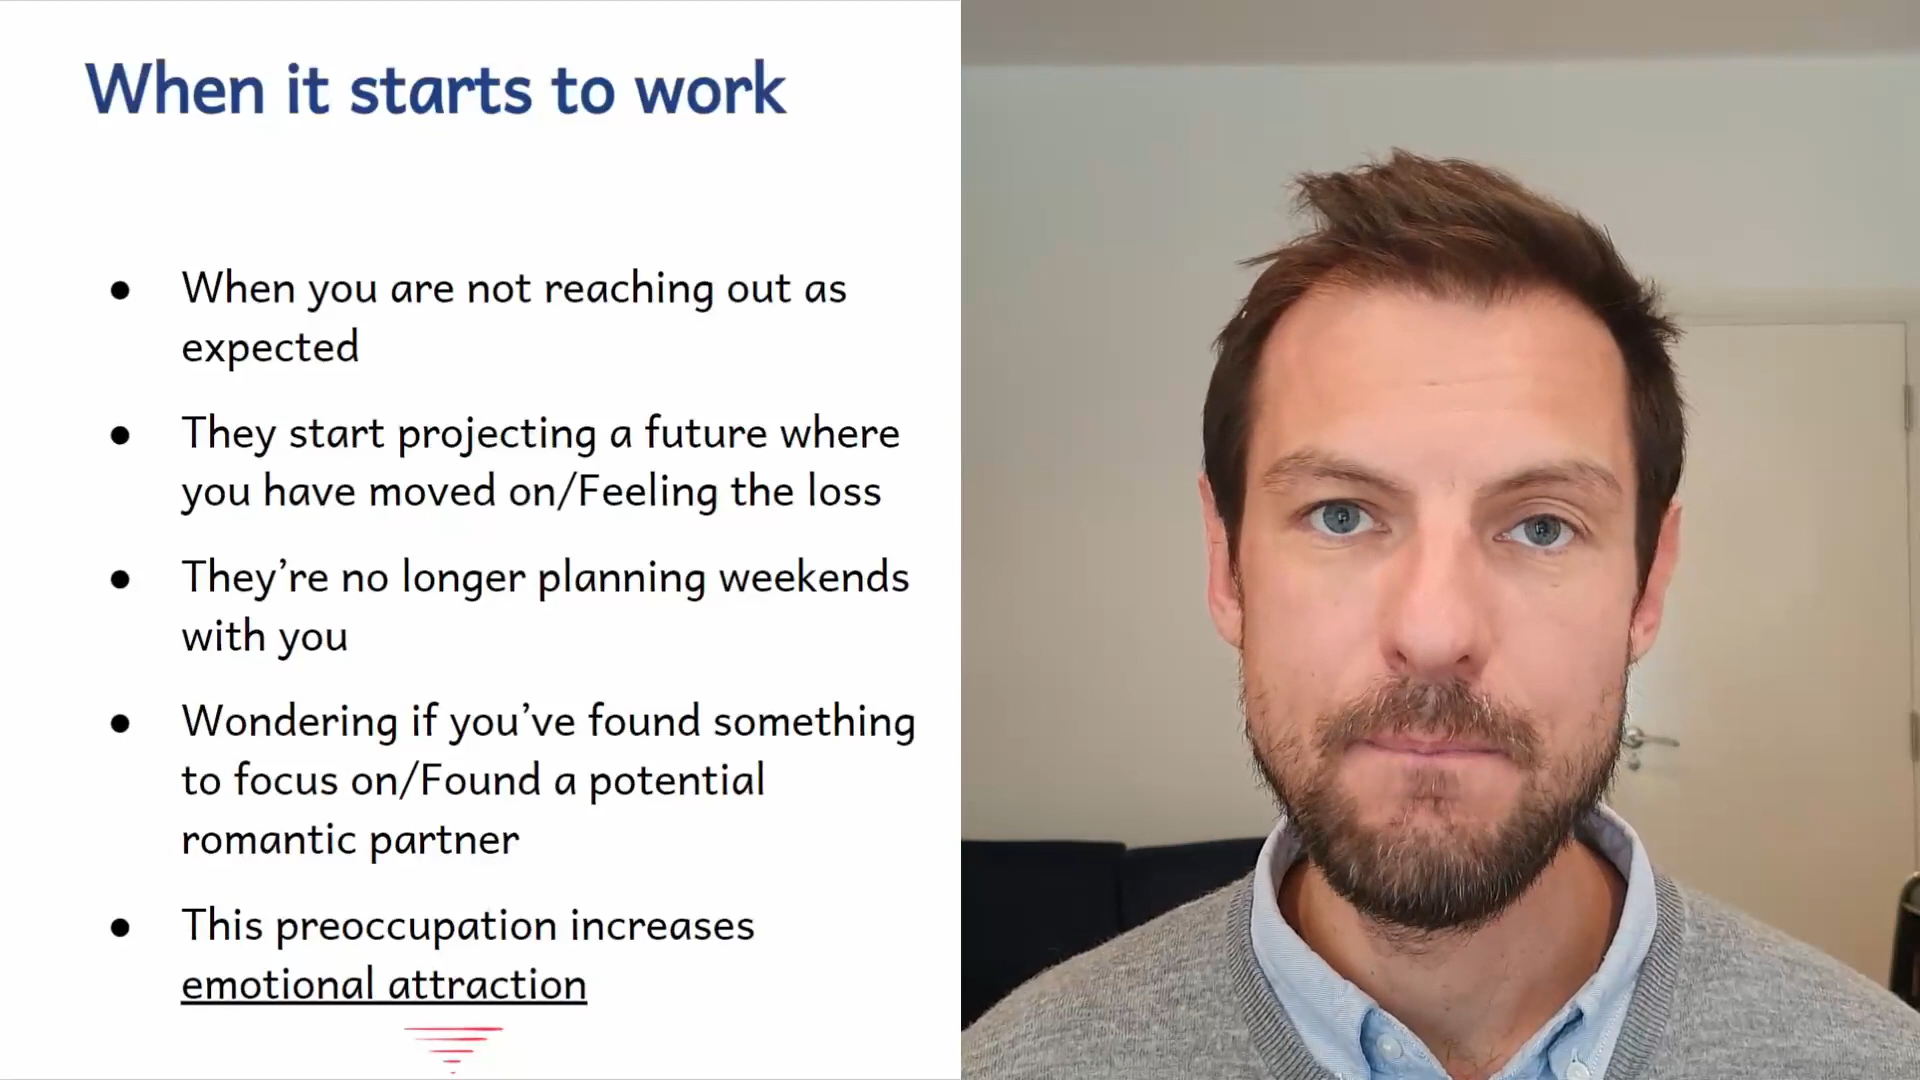 When it starts to work
● When you are not reaching out as
expected
● They start projecting a future where
you have moved on/Feeling the loss
● They’re no longer planning weekends
with you
● Wondering if you’ve found something
to focus on/Found a potential
romantic partner
● This preoccupation increases
emotional attraction